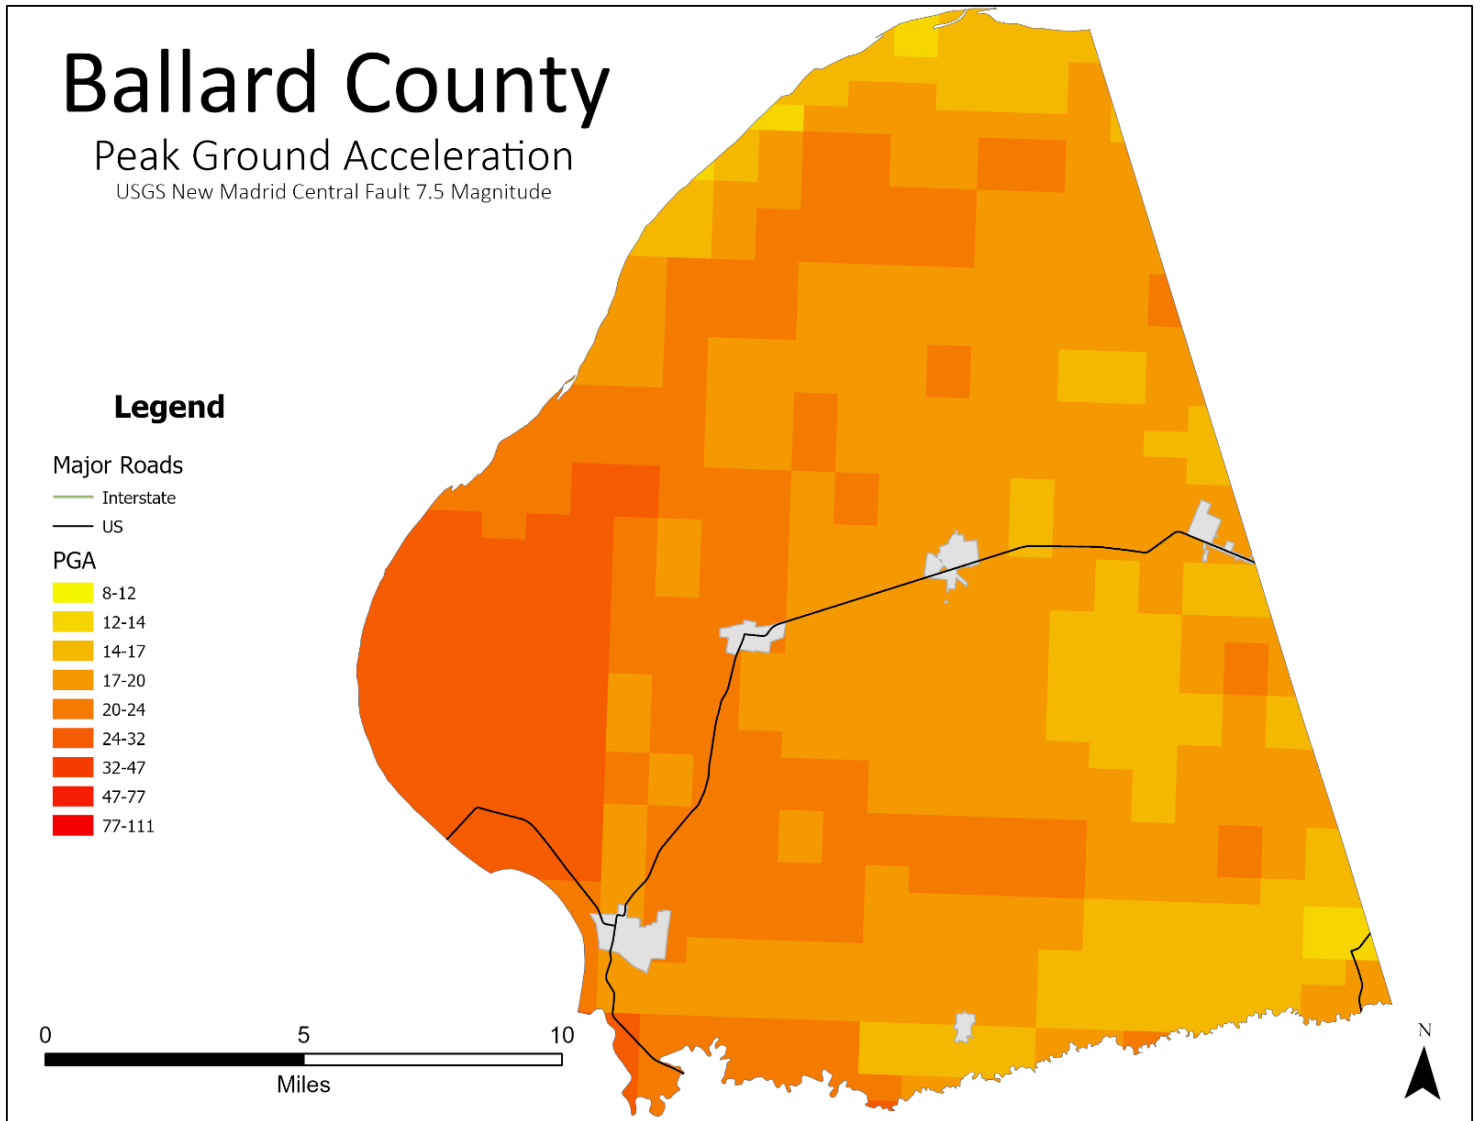 Ballard County
Peak Ground Acceleration
USGS New Madrid Central Fault 7.5 Magnitude
Legend
Major Roads
Interstate
US
PGA
8-12
12-14
14-17
17-20
20-24
24-32
32-47
47-77
77-111
0 5 10
Miles
N